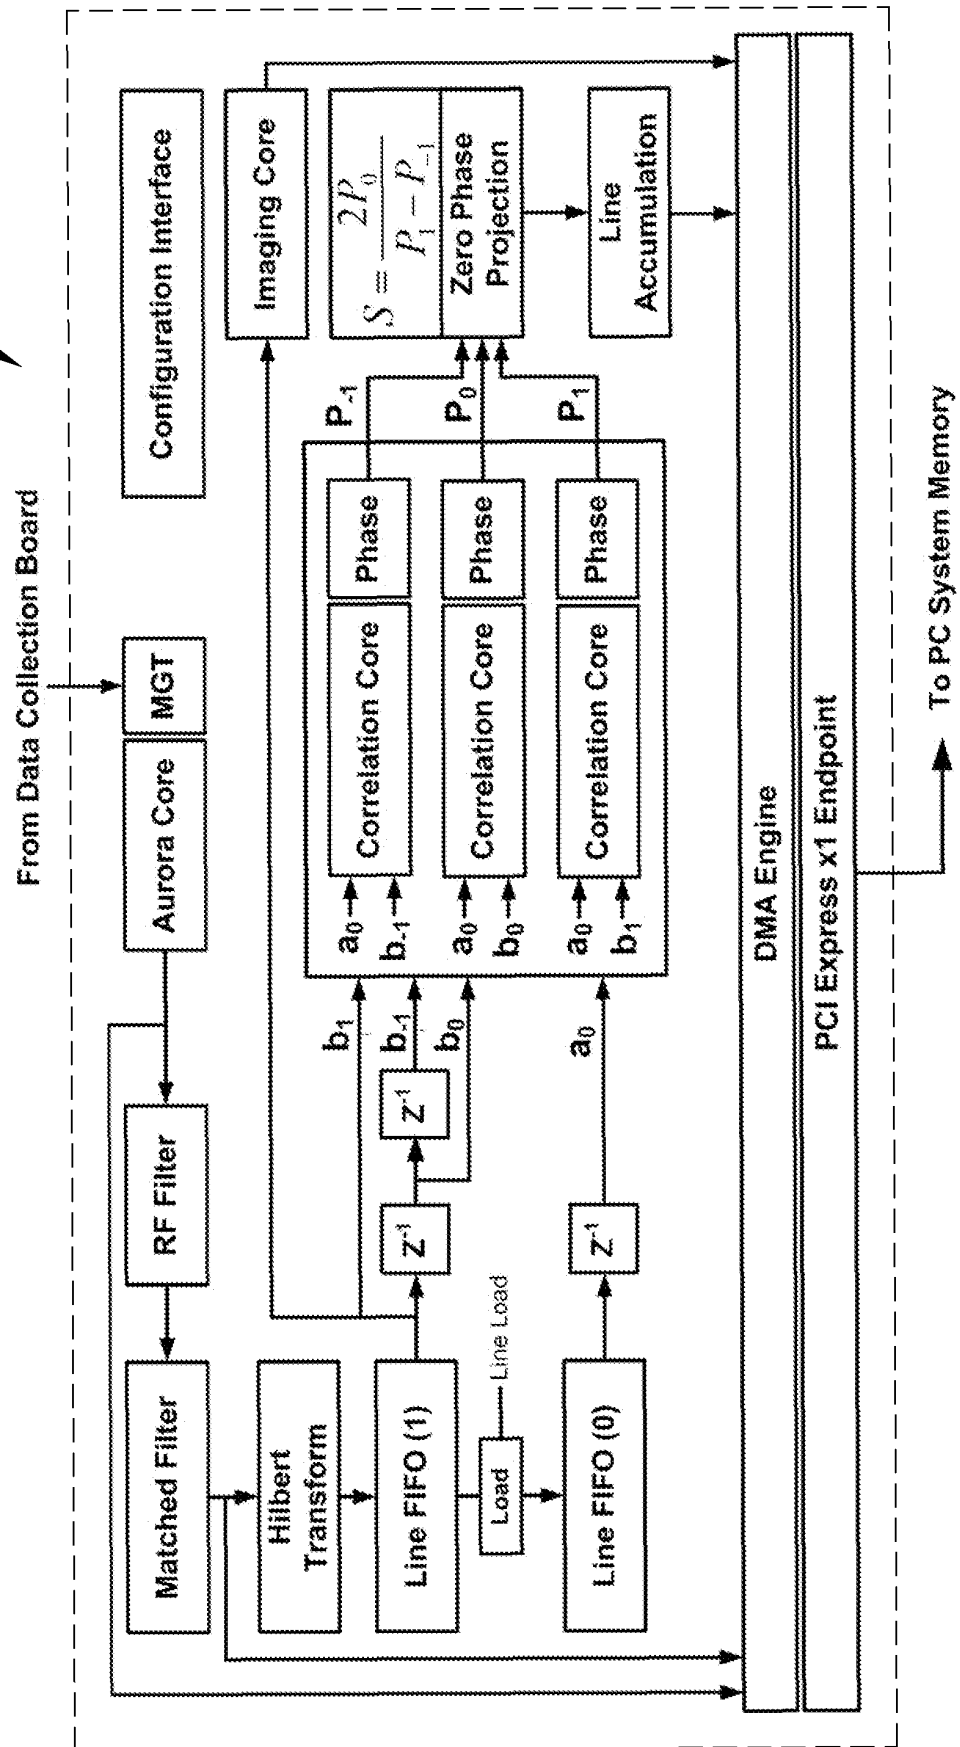 From Data Collection Board
Matched Filter
RF Filter
Aurora Core
MGT
Configuration Interface
Hilbert
Transform
Imaging Core
Line FIFO (1)
Z⁻¹
Z⁻¹
b₁
b₋₁
b₀
a₀
b₋₁
Correlation Core
Phase
P₋₁
a₀
b₀
Correlation Core
Phase
P₀
a₀
b₁
Correlation Core
Phase
P₁
S = 2P₀ / (P₁ − P₋₁)
Zero Phase
Projection
Load
Line Load
Line FIFO (0)
Z⁻¹
a₀
Line
Accumulation
DMA Engine
PCI Express x1 Endpoint
To PC System Memory